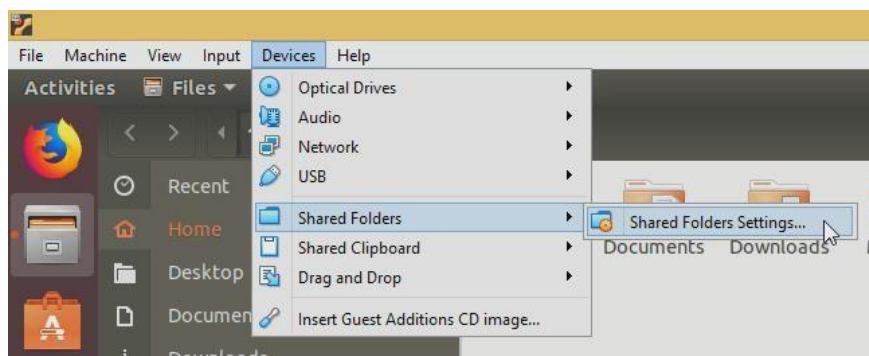 File Machine View Input Devices Help
Activities Files
Optical Drives
Audio
Network
USB
Shared Folders
Shared Clipboard
Drag and Drop
Insert Guest Additions CD image...
Shared Folders Settings...
Recent
Home
Desktop
Documen
Documents Downloads